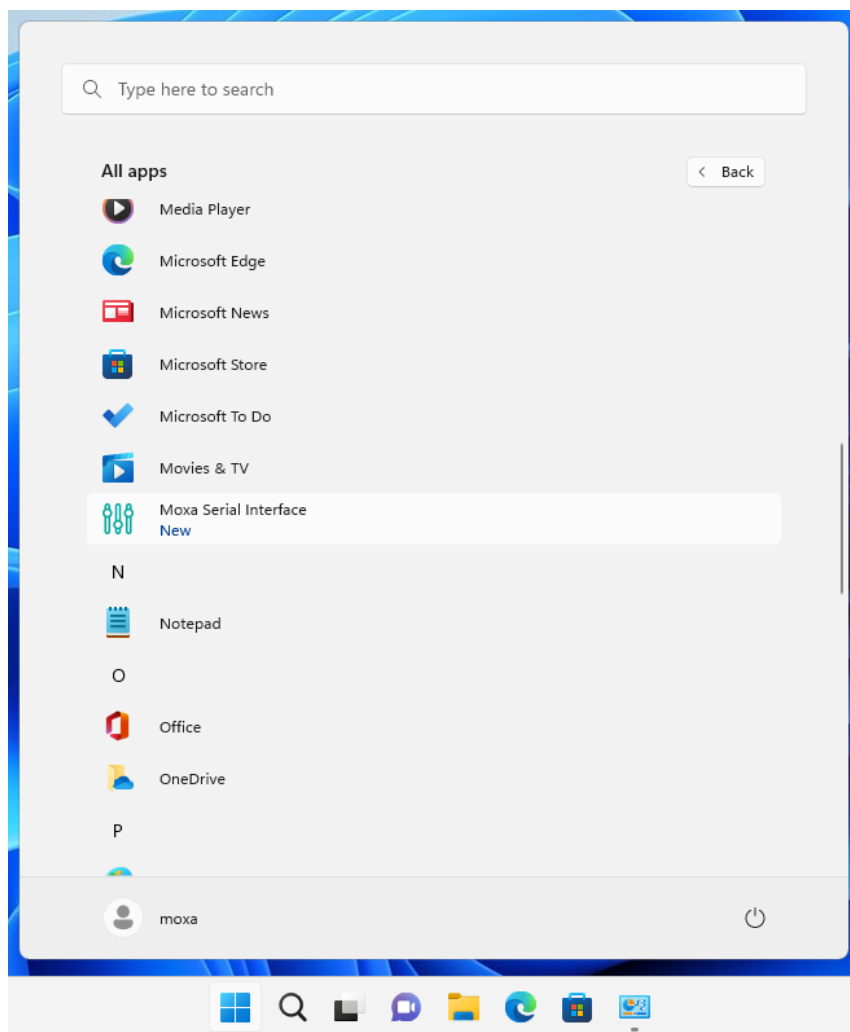 Type here to search
All apps
Back
Media Player
Microsoft Edge
Microsoft News
Microsoft Store
Microsoft To Do
Movies & TV
Moxa Serial Interface
New
N
Notepad
O
Office
OneDrive
P
moxa